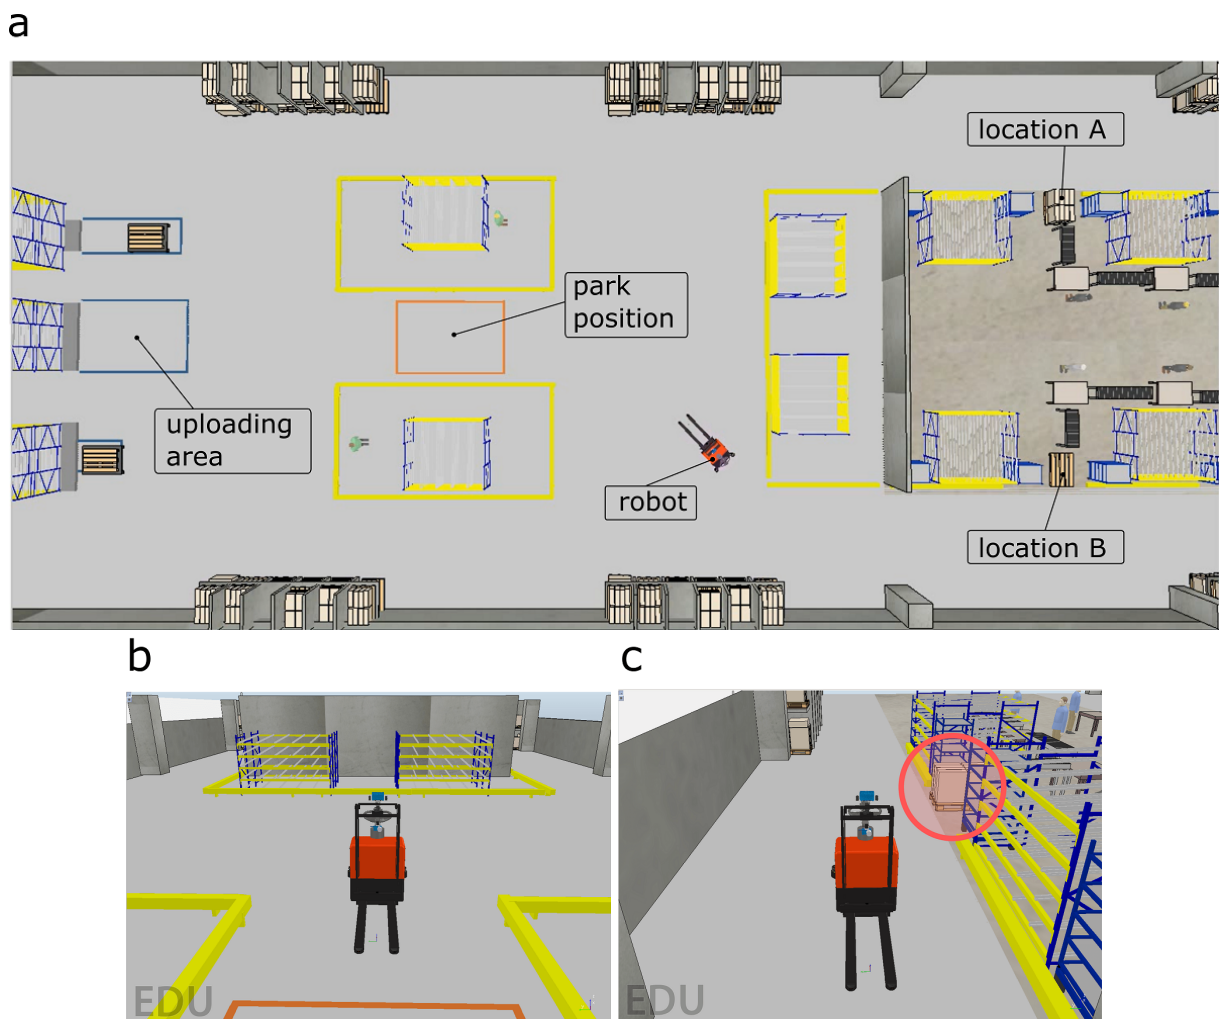 a
location A
park
position
uploading
area
robot
location B
b
c
EDU
EDU